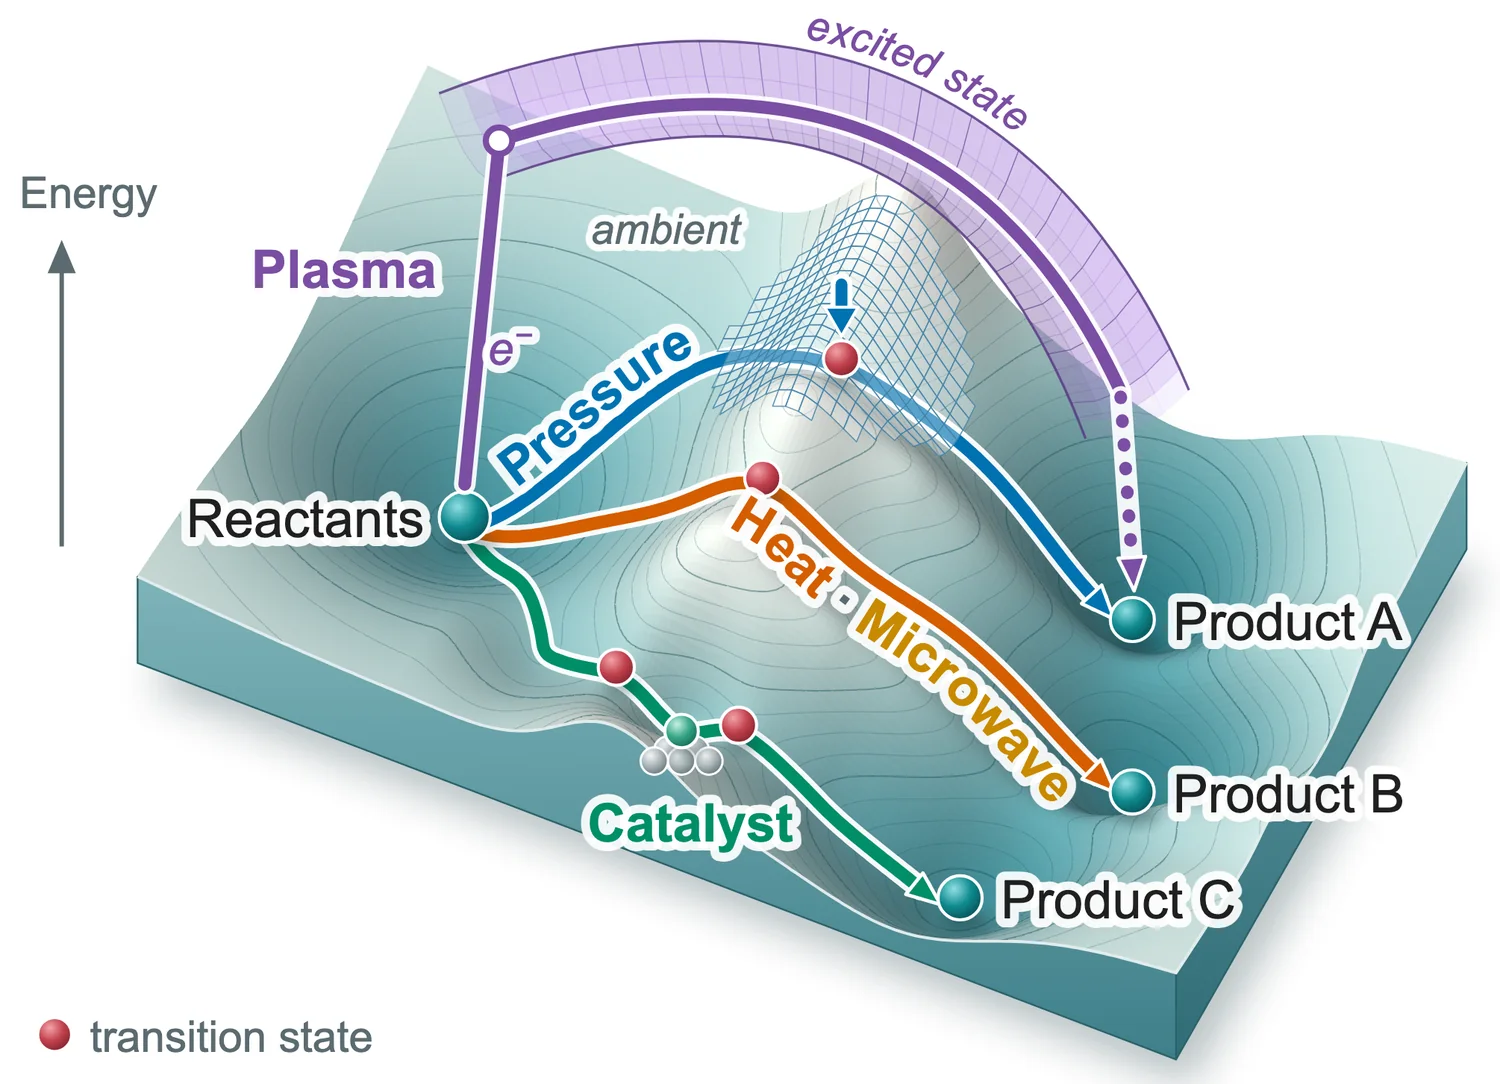 excited state
Energy
ambient
Plasma
e⁻
Pressure
Reactants
Heat • Microwave
Product A
Product B
Catalyst
Product C
transition state